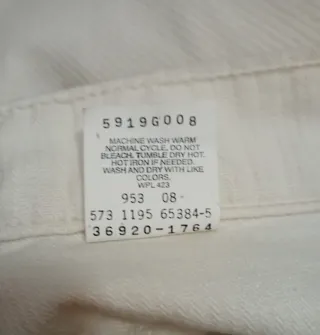 5919G008
MACHINE WASH WARM
NORMAL CYCLE. DO NOT
BLEACH. TUMBLE DRY HOT.
HOT IRON IF NEEDED.
WASH AND DRY WITH LIKE
COLORS.
WPL 423
953 08
573 1195 65384-5
36920-1764